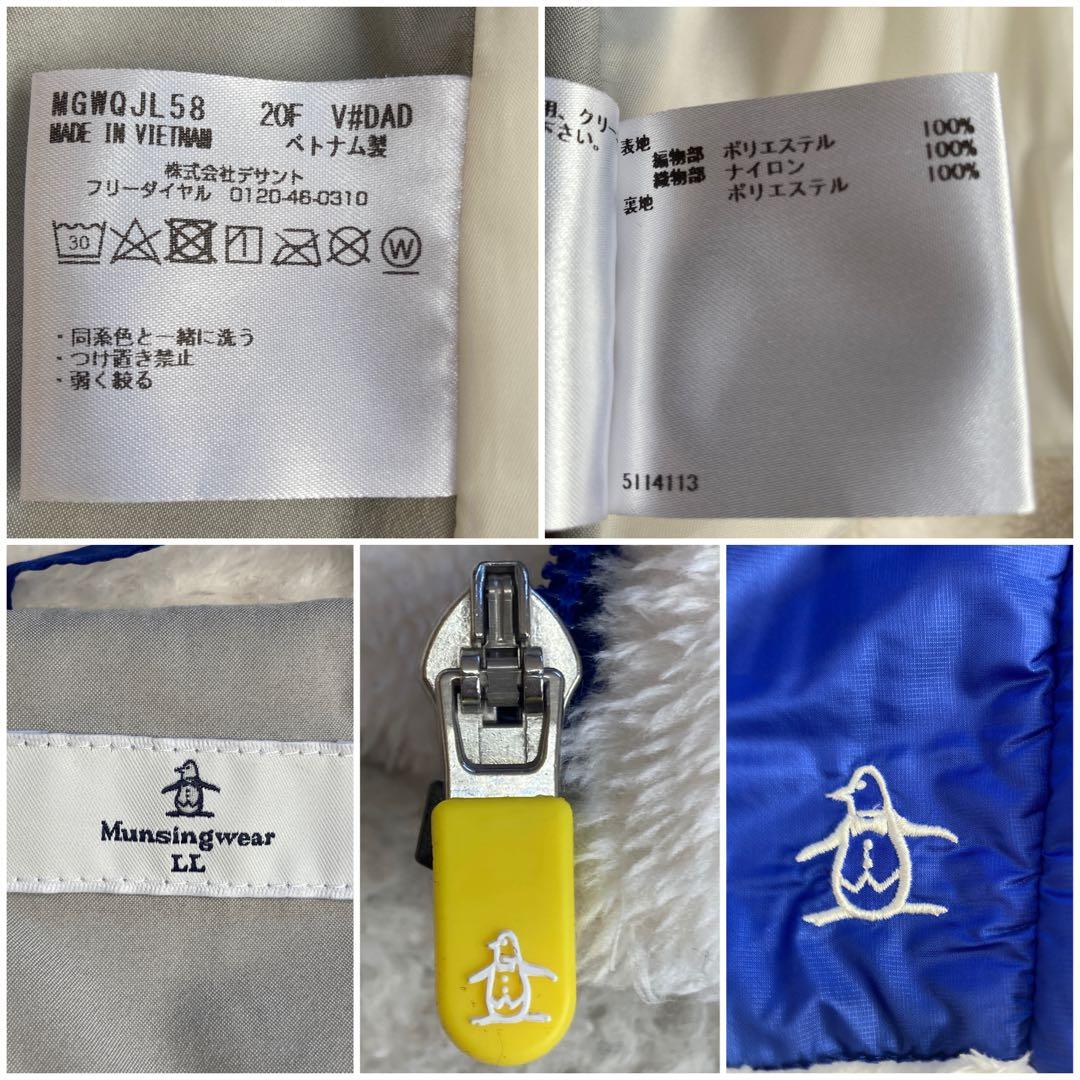 MGWQJL58 20F V#DAD
MADE IN VIETNAM ベトナム製
株式会社デサント
フリーダイヤル 0120-46-0310
30
W
・同系色と一緒に洗う
・つけ置き禁止
・弱く絞る
用、クリー
下さい。
表地
編物部 ポリエステル 100%
織物部 ナイロン 100%
裏地 ポリエステル 100%
5114113
Munsingwear
LL